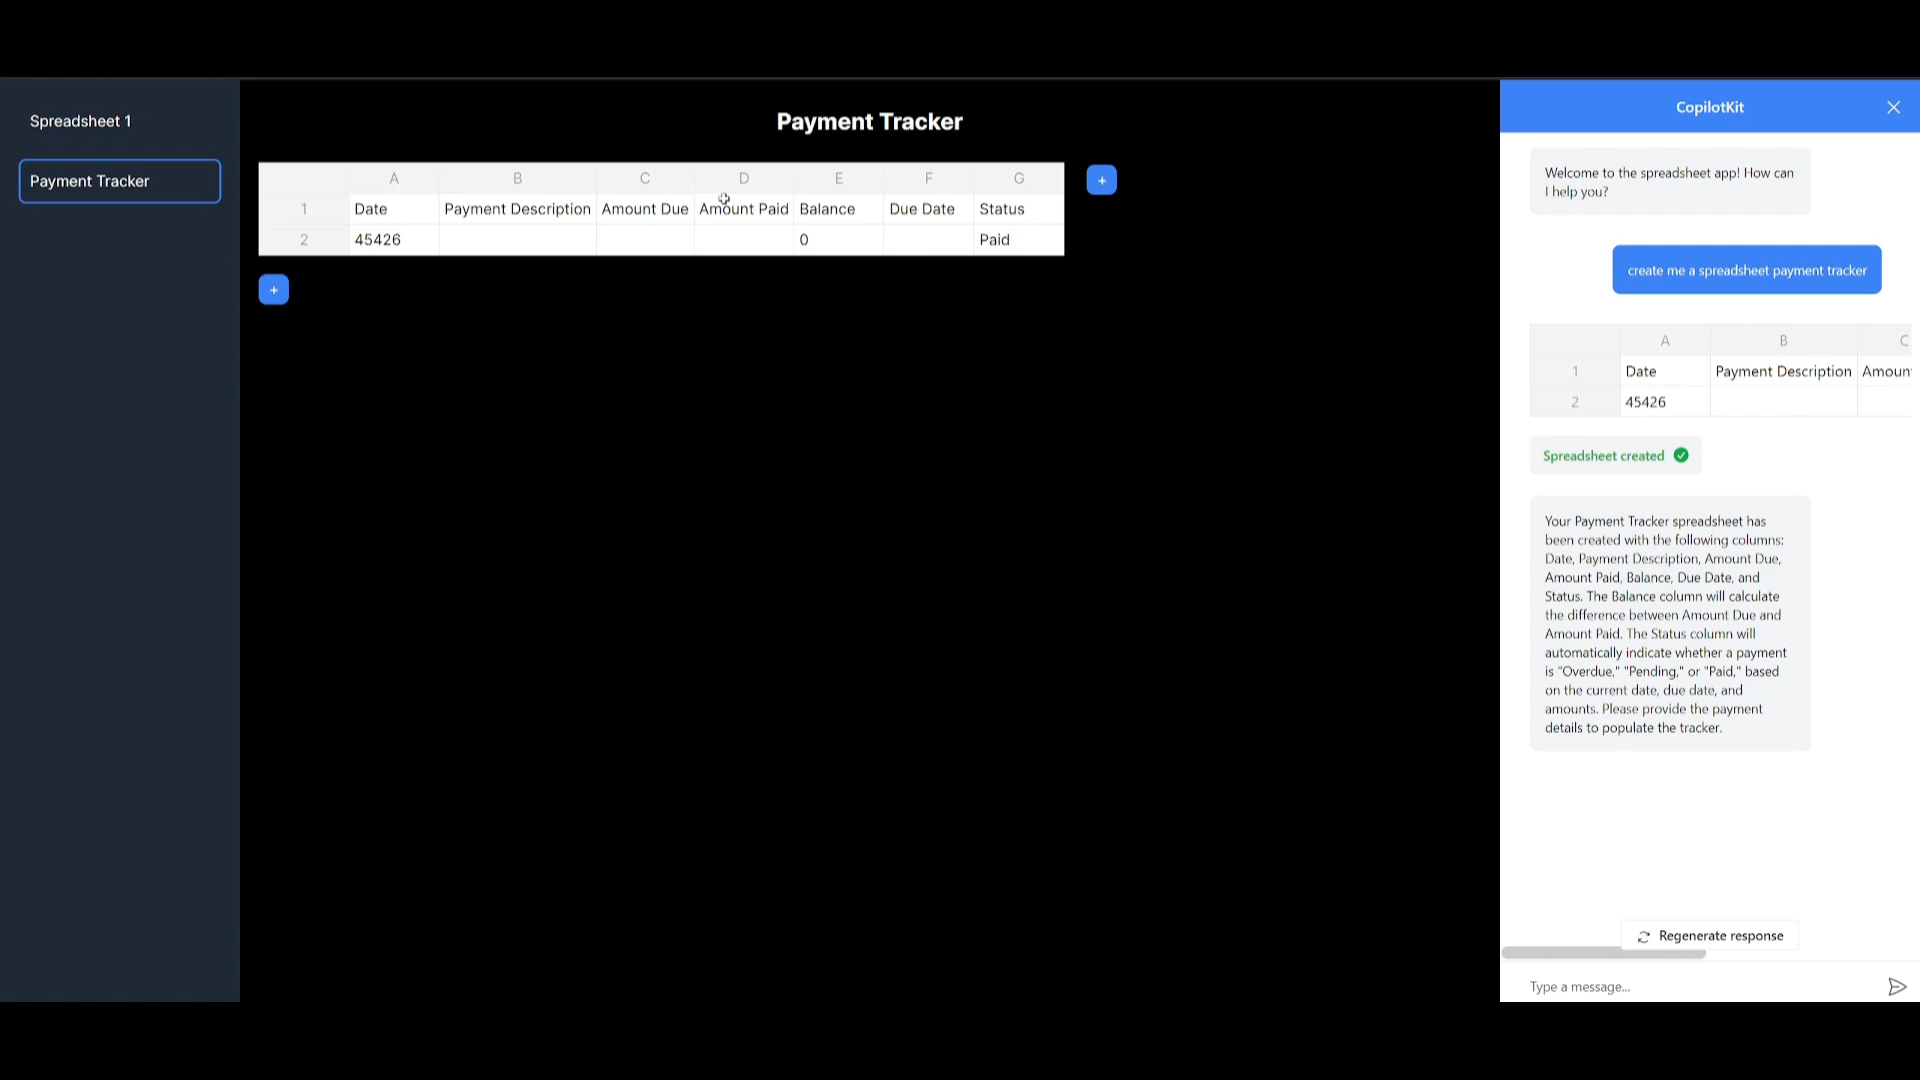 Spreadsheet 1
Payment Tracker
Payment Tracker
A B C D E F G
1 Date Payment Description Amount Due Amount Paid Balance Due Date Status
2 45426 0 Paid
+
+
CopilotKit
Welcome to the spreadsheet app! How can
I help you?
create me a spreadsheet payment tracker
A B C
1 Date Payment Description Amoun
2 45426
Spreadsheet created
Your Payment Tracker spreadsheet has
been created with the following columns:
Date, Payment Description, Amount Due,
Amount Paid, Balance, Due Date, and
Status. The Balance column will calculate
the difference between Amount Due and
Amount Paid. The Status column will
automatically indicate whether a payment
is "Overdue," "Pending," or "Paid," based
on the current date, due date, and
amounts. Please provide the payment
details to populate the tracker.
Regenerate response
Type a message...